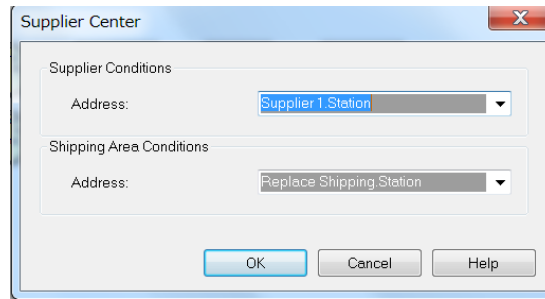 Supplier Center
X
Supplier Conditions
Address: Supplier 1.Station
Shipping Area Conditions
Address: Replace Shipping.Station
OK Cancel Help